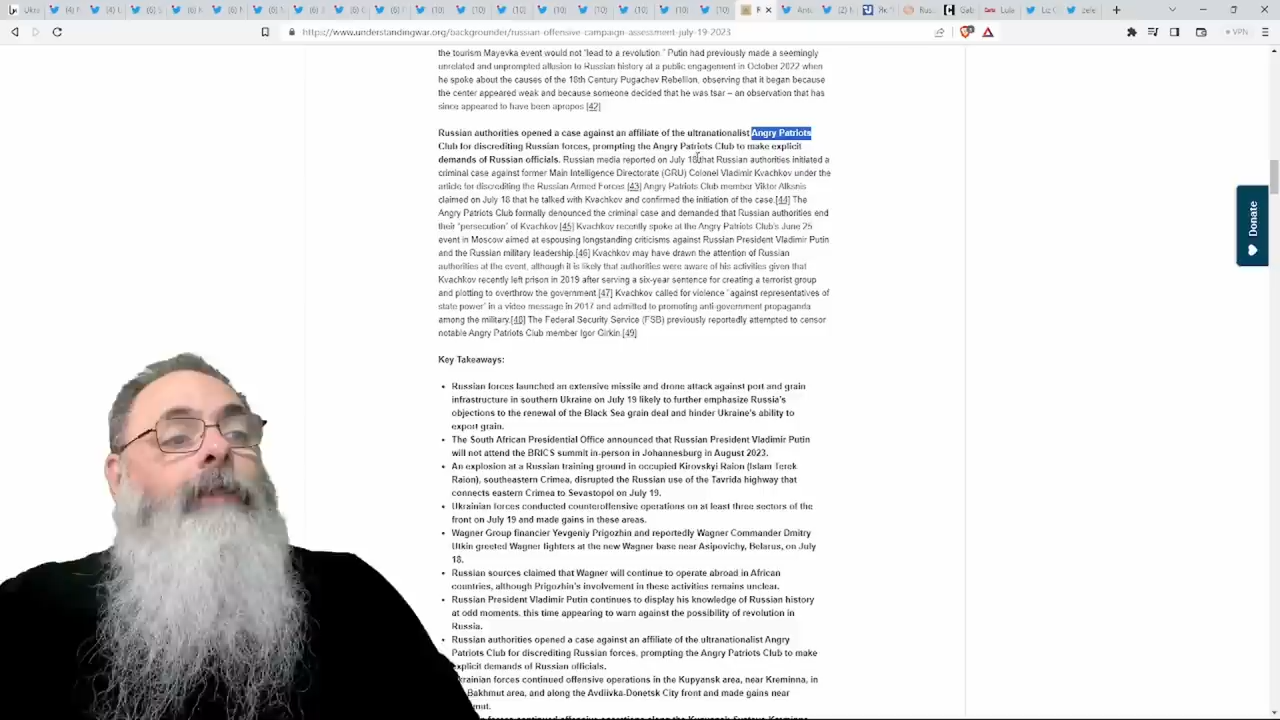 https://www.understandingwar.org/backgrounder/russian-offensive-campaign-assessment-july-19-2023
VPN
the tourism Mayevka event would not "lead to a revolution." Putin had previously made a seemingly
unrelated and unprompted allusion to Russian history at a public engagement in October 2022 when
he spoke about the causes of the 18th Century Pugachev Rebellion, observing that it began because
the center appeared weak and because someone decided that he was tsar – an observation that has
since appeared to have been apropos.[42]
Russian authorities opened a case against an affiliate of the ultranationalist Angry Patriots
Club for discrediting Russian forces, prompting the Angry Patriots Club to make explicit
demands of Russian officials. Russian media reported on July 18 that Russian authorities initiated a
criminal case against former Main Intelligence Directorate (GRU) Colonel Vladimir Kvachkov under the
article for discrediting the Russian Armed Forces.[43] Angry Patriots Club member Viktor Alksnis
claimed on July 18 that he talked with Kvachkov and confirmed the initiation of the case.[44] The
Angry Patriots Club formally denounced the criminal case and demanded that Russian authorities end
their "persecution" of Kvachkov.[45] Kvachkov recently spoke at the Angry Patriots Club's June 25
event in Moscow aimed at espousing longstanding criticisms against Russian President Vladimir Putin
and the Russian military leadership.[46] Kvachkov may have drawn the attention of Russian
authorities at the event, although it is likely that authorities were aware of his activities given that
Kvachkov recently left prison in 2019 after serving a six-year sentence for creating a terrorist group
and plotting to overthrow the government.[47] Kvachkov called for violence "against representatives of
state power" in a video message in 2017 and admitted to promoting anti-government propaganda
among the military.[48] The Federal Security Service (FSB) previously reportedly attempted to censor
notable Angry Patriots Club member Igor Girkin.[49]
Donate
Key Takeaways:
Russian forces launched an extensive missile and drone attack against port and grain
infrastructure in southern Ukraine on July 19 likely to further emphasize Russia's
objections to the renewal of the Black Sea grain deal and hinder Ukraine's ability to
export grain.
The South African Presidential Office announced that Russian President Vladimir Putin
will not attend the BRICS summit in-person in Johannesburg in August 2023.
An explosion at a Russian training ground in occupied Kirovskyi Raion (Islam Terek
Raion), southeastern Crimea, disrupted the Russian use of the Tavrida highway that
connects eastern Crimea to Sevastopol on July 19.
Ukrainian forces conducted counteroffensive operations on at least three sectors of the
front on July 19 and made gains in these areas.
Wagner Group financier Yevgeniy Prigozhin and reportedly Wagner Commander Dmitry
Utkin greeted Wagner fighters at the new Wagner base near Asipovichy, Belarus, on July
18.
Russian sources claimed that Wagner will continue to operate abroad in African
countries, although Prigozhin's involvement in these activities remains unclear.
Russian President Vladimir Putin continues to display his knowledge of Russian history
at odd moments, this time appearing to warn against the possibility of revolution in
Russia.
Russian authorities opened a case against an affiliate of the ultranationalist Angry
Patriots Club for discrediting Russian forces, prompting the Angry Patriots Club to make
explicit demands of Russian officials.
forces continued offensive operations in the Kupyansk area, near Kreminna, in
Bakhmut area, and along the Avdiivka-Donetsk City front and made gains near